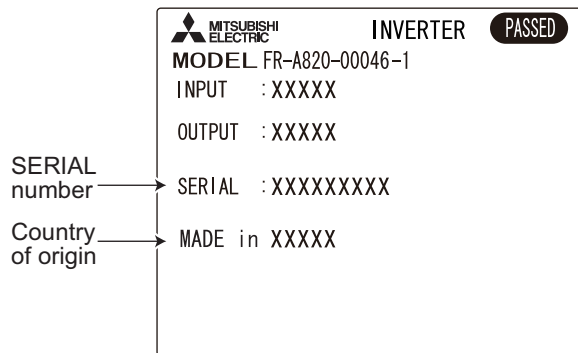 MITSUBISHI
ELECTRIC
INVERTER
PASSED
MODEL FR-A820-00046-1
INPUT : XXXXX
OUTPUT : XXXXX
SERIAL
number
SERIAL : XXXXXXXXX
Country
of origin
MADE in XXXXX